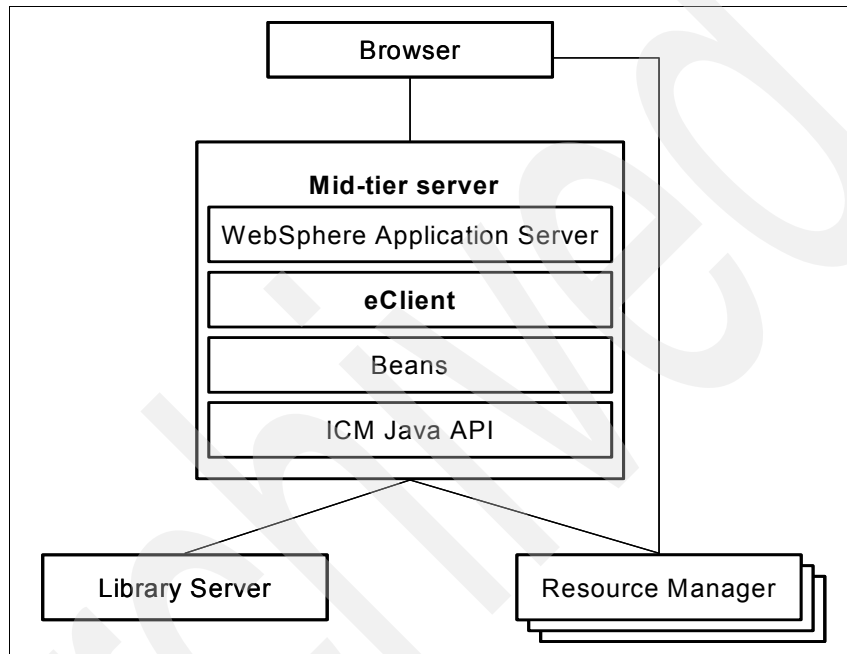 Browser
Mid-tier server
WebSphere Application Server
eClient
Beans
ICM Java API
Library Server
Resource Manager